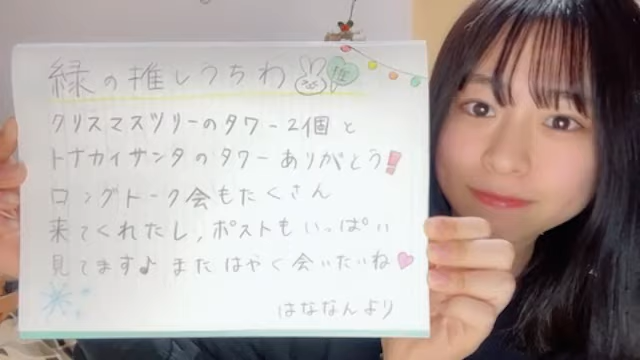 緑の推しうちわ 推
クリスマスツリーのタワー2個と
トナカイサンタのタワーありがとう!
ロングトーク会もたくさん
来てくれたし,ポストもいっぱい
見てます♪ またはやく会いたいね♥
はななんより